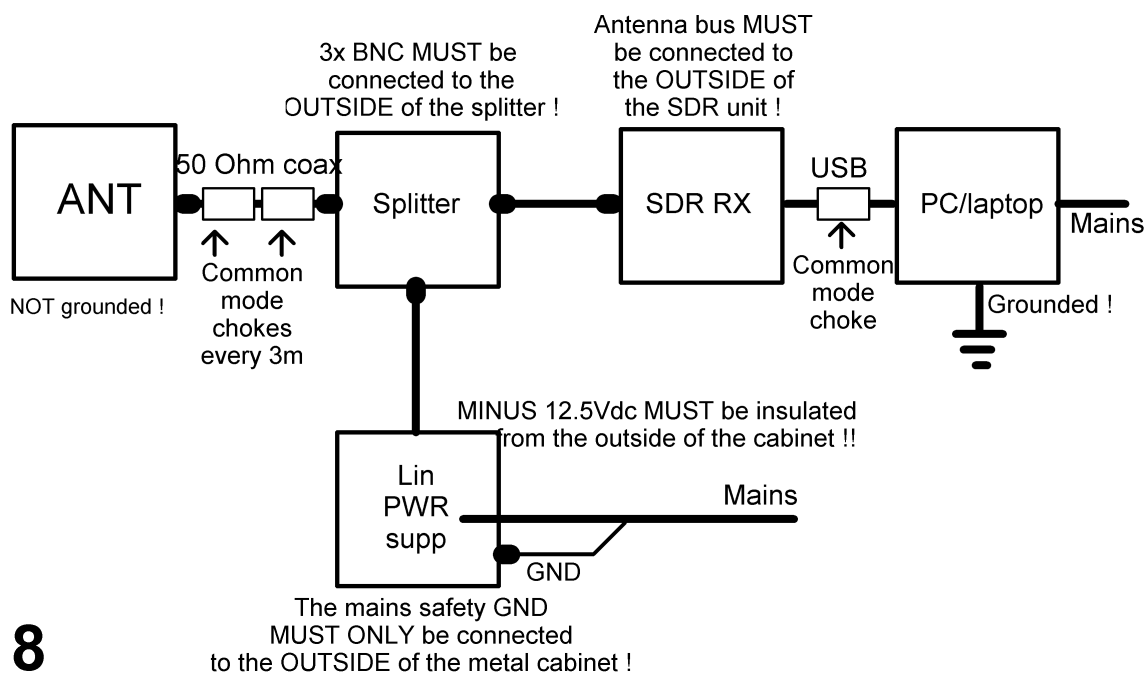 3x BNC MUST be
connected to the
OUTSIDE of the splitter !
Antenna bus MUST
be connected to
the OUTSIDE of
the SDR unit !
ANT
50 Ohm coax
Splitter
SDR RX
USB
PC/laptop
Mains
NOT grounded !
Common
mode
chokes
every 3m
Common
mode
choke
Grounded !
MINUS 12.5Vdc MUST be insulated
from the outside of the cabinet !!
Lin
PWR
supp
Mains
GND
The mains safety GND
MUST ONLY be connected
to the OUTSIDE of the metal cabinet !
8